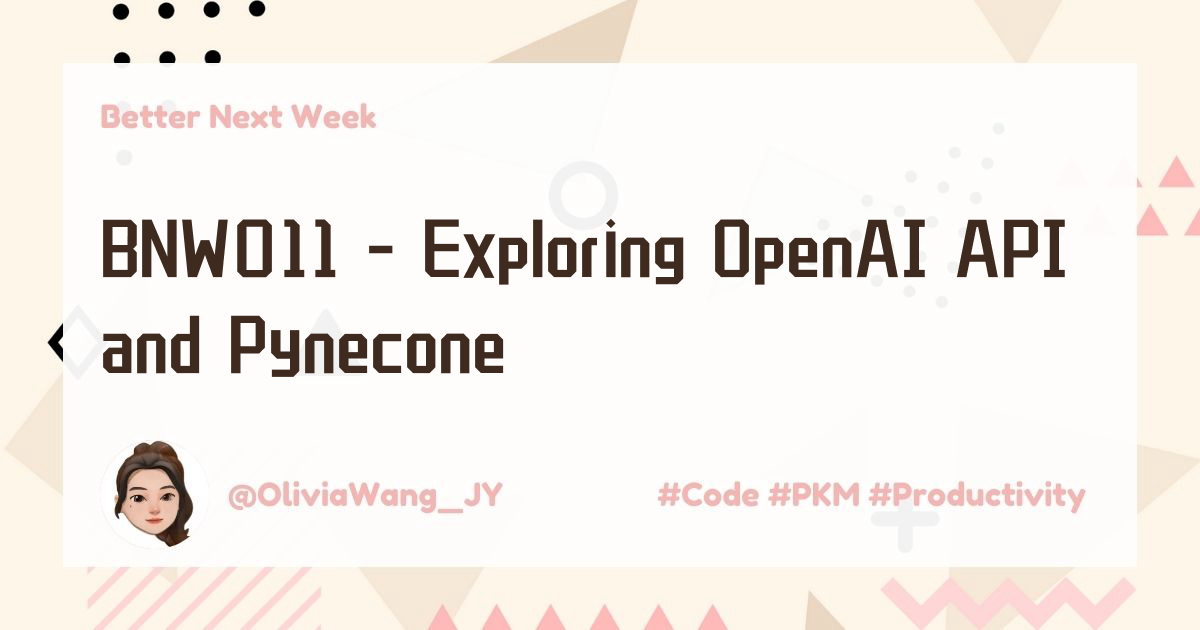 Better Next Week
BNW011 - Exploring OpenAI API
and Pynecone
@OliviaWang_JY
#Code #PKM #Productivity